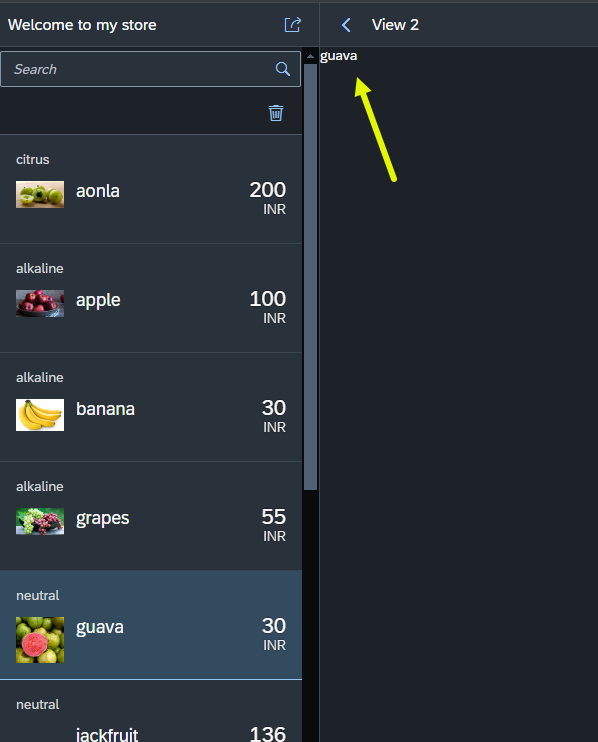 Welcome to my store
View 2
Search
guava
citrus
aonla
200
INR
alkaline
apple
100
INR
alkaline
banana
30
INR
alkaline
grapes
55
INR
neutral
guava
30
INR
neutral
jackfruit
136